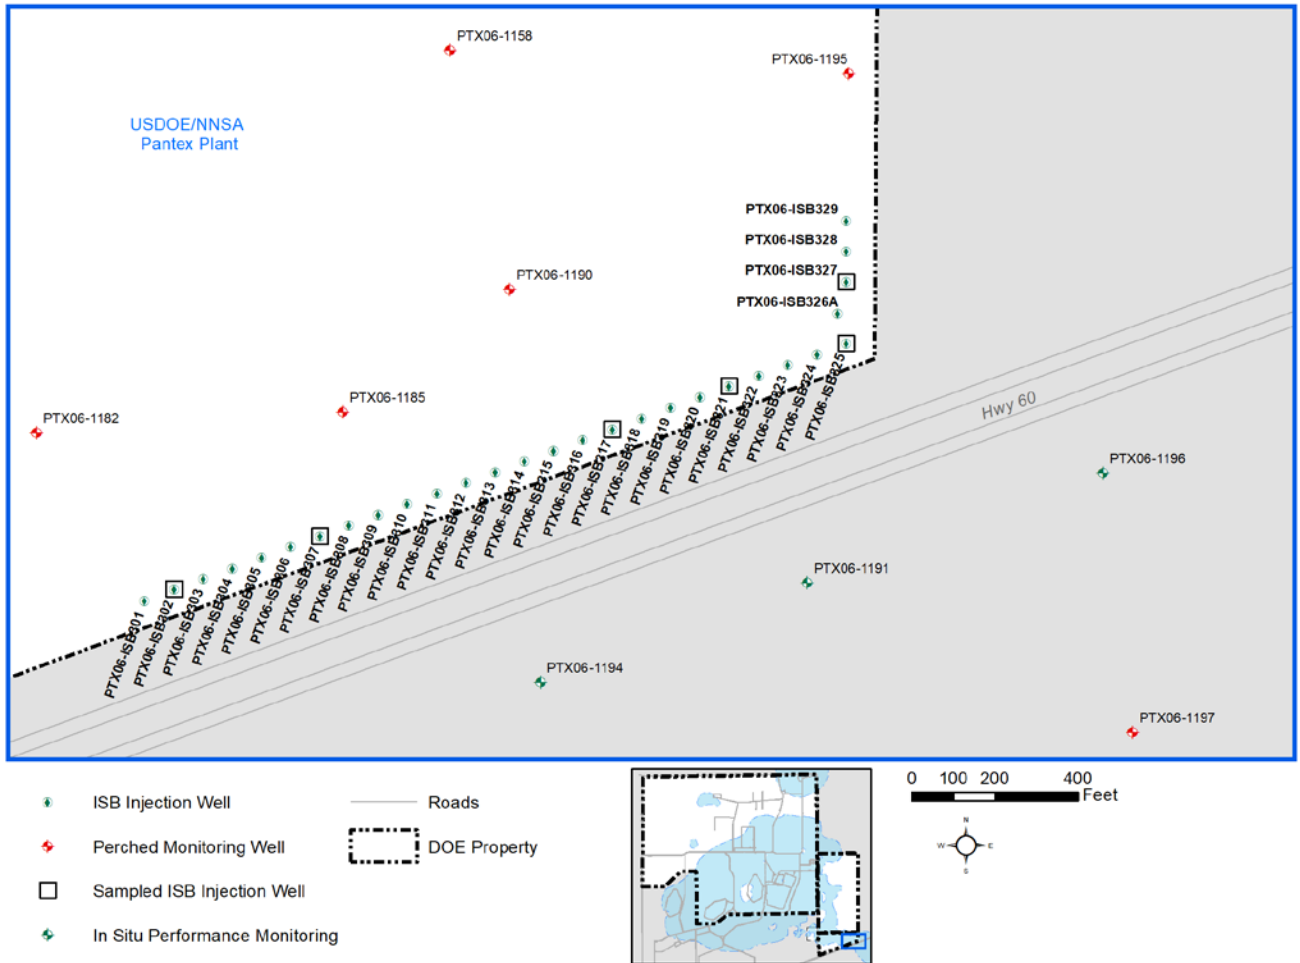 PTX06-1158
PTX06-1195
USDOE/NNSA
Pantex Plant
PTX06-ISB329
PTX06-ISB328
PTX06-ISB327
PTX06-ISB326A
PTX06-1190
PTX06-1185
PTX06-1182
Hwy 60
PTX06-1196
PTX06-1191
PTX06-1194
PTX06-1197
PTX06-ISB301
PTX06-ISB302
PTX06-ISB303
PTX06-ISB304
PTX06-ISB305
PTX06-ISB306
PTX06-ISB307
PTX06-ISB308
PTX06-ISB309
PTX06-ISB310
PTX06-ISB311
PTX06-ISB312
PTX06-ISB313
PTX06-ISB314
PTX06-ISB315
PTX06-ISB316
PTX06-ISB317
PTX06-ISB318
PTX06-ISB319
PTX06-ISB320
PTX06-ISB321
PTX06-ISB322
PTX06-ISB323
PTX06-ISB324
PTX06-ISB325
ISB Injection Well
Perched Monitoring Well
Sampled ISB Injection Well
In Situ Performance Monitoring
Roads
DOE Property
0 100 200 400
Feet
N
W E
S